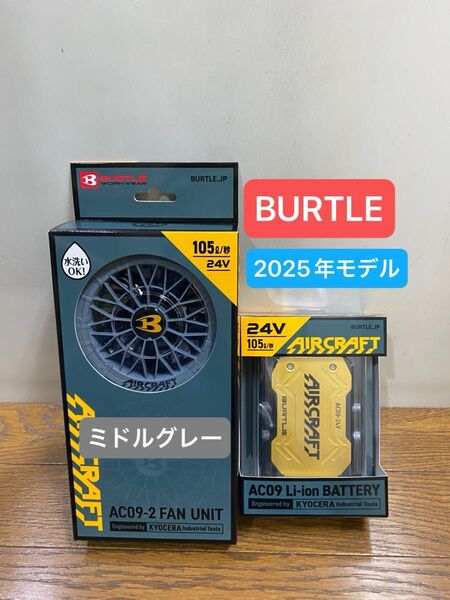 BURTLE
WORKWEAR
BURTLE.JP
105ℓ/秒
24V
水洗い
OK!
B
AIRCRAFT
AIRCRAFT
ミドルグレー
AC09-2 FAN UNIT
Engineered by KYOCERA Industrial Tools
BURTLE
2025年モデル
24V
105ℓ/秒
BURTLE.JP
AIRCRAFT
AIRCRAFT
BURTLE
AC09-24V
AC09 Li-ion BATTERY
Engineered by KYOCERA Industrial Tools